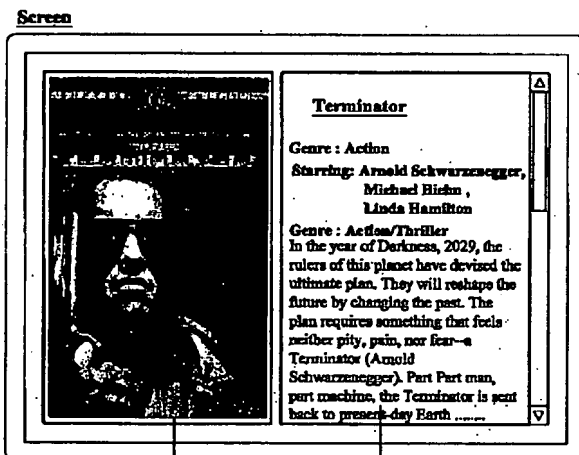 Screen
Terminator
Genre : Action
Starring: Arnold Schwarzenegger,
Michael Biehn ,
Linda Hamilton
Genre : Action/Thriller
In the year of Darkness, 2029, the
rulers of this planet have devised the
ultimate plan. They will reshape the
future by changing the past. The
plan requires something that feels
neither pity, pain, nor fear--a
Terminator (Arnold
Schwarzenegger). Part Part man,
part machine, the Terminator is sent
back to present-day Earth .......